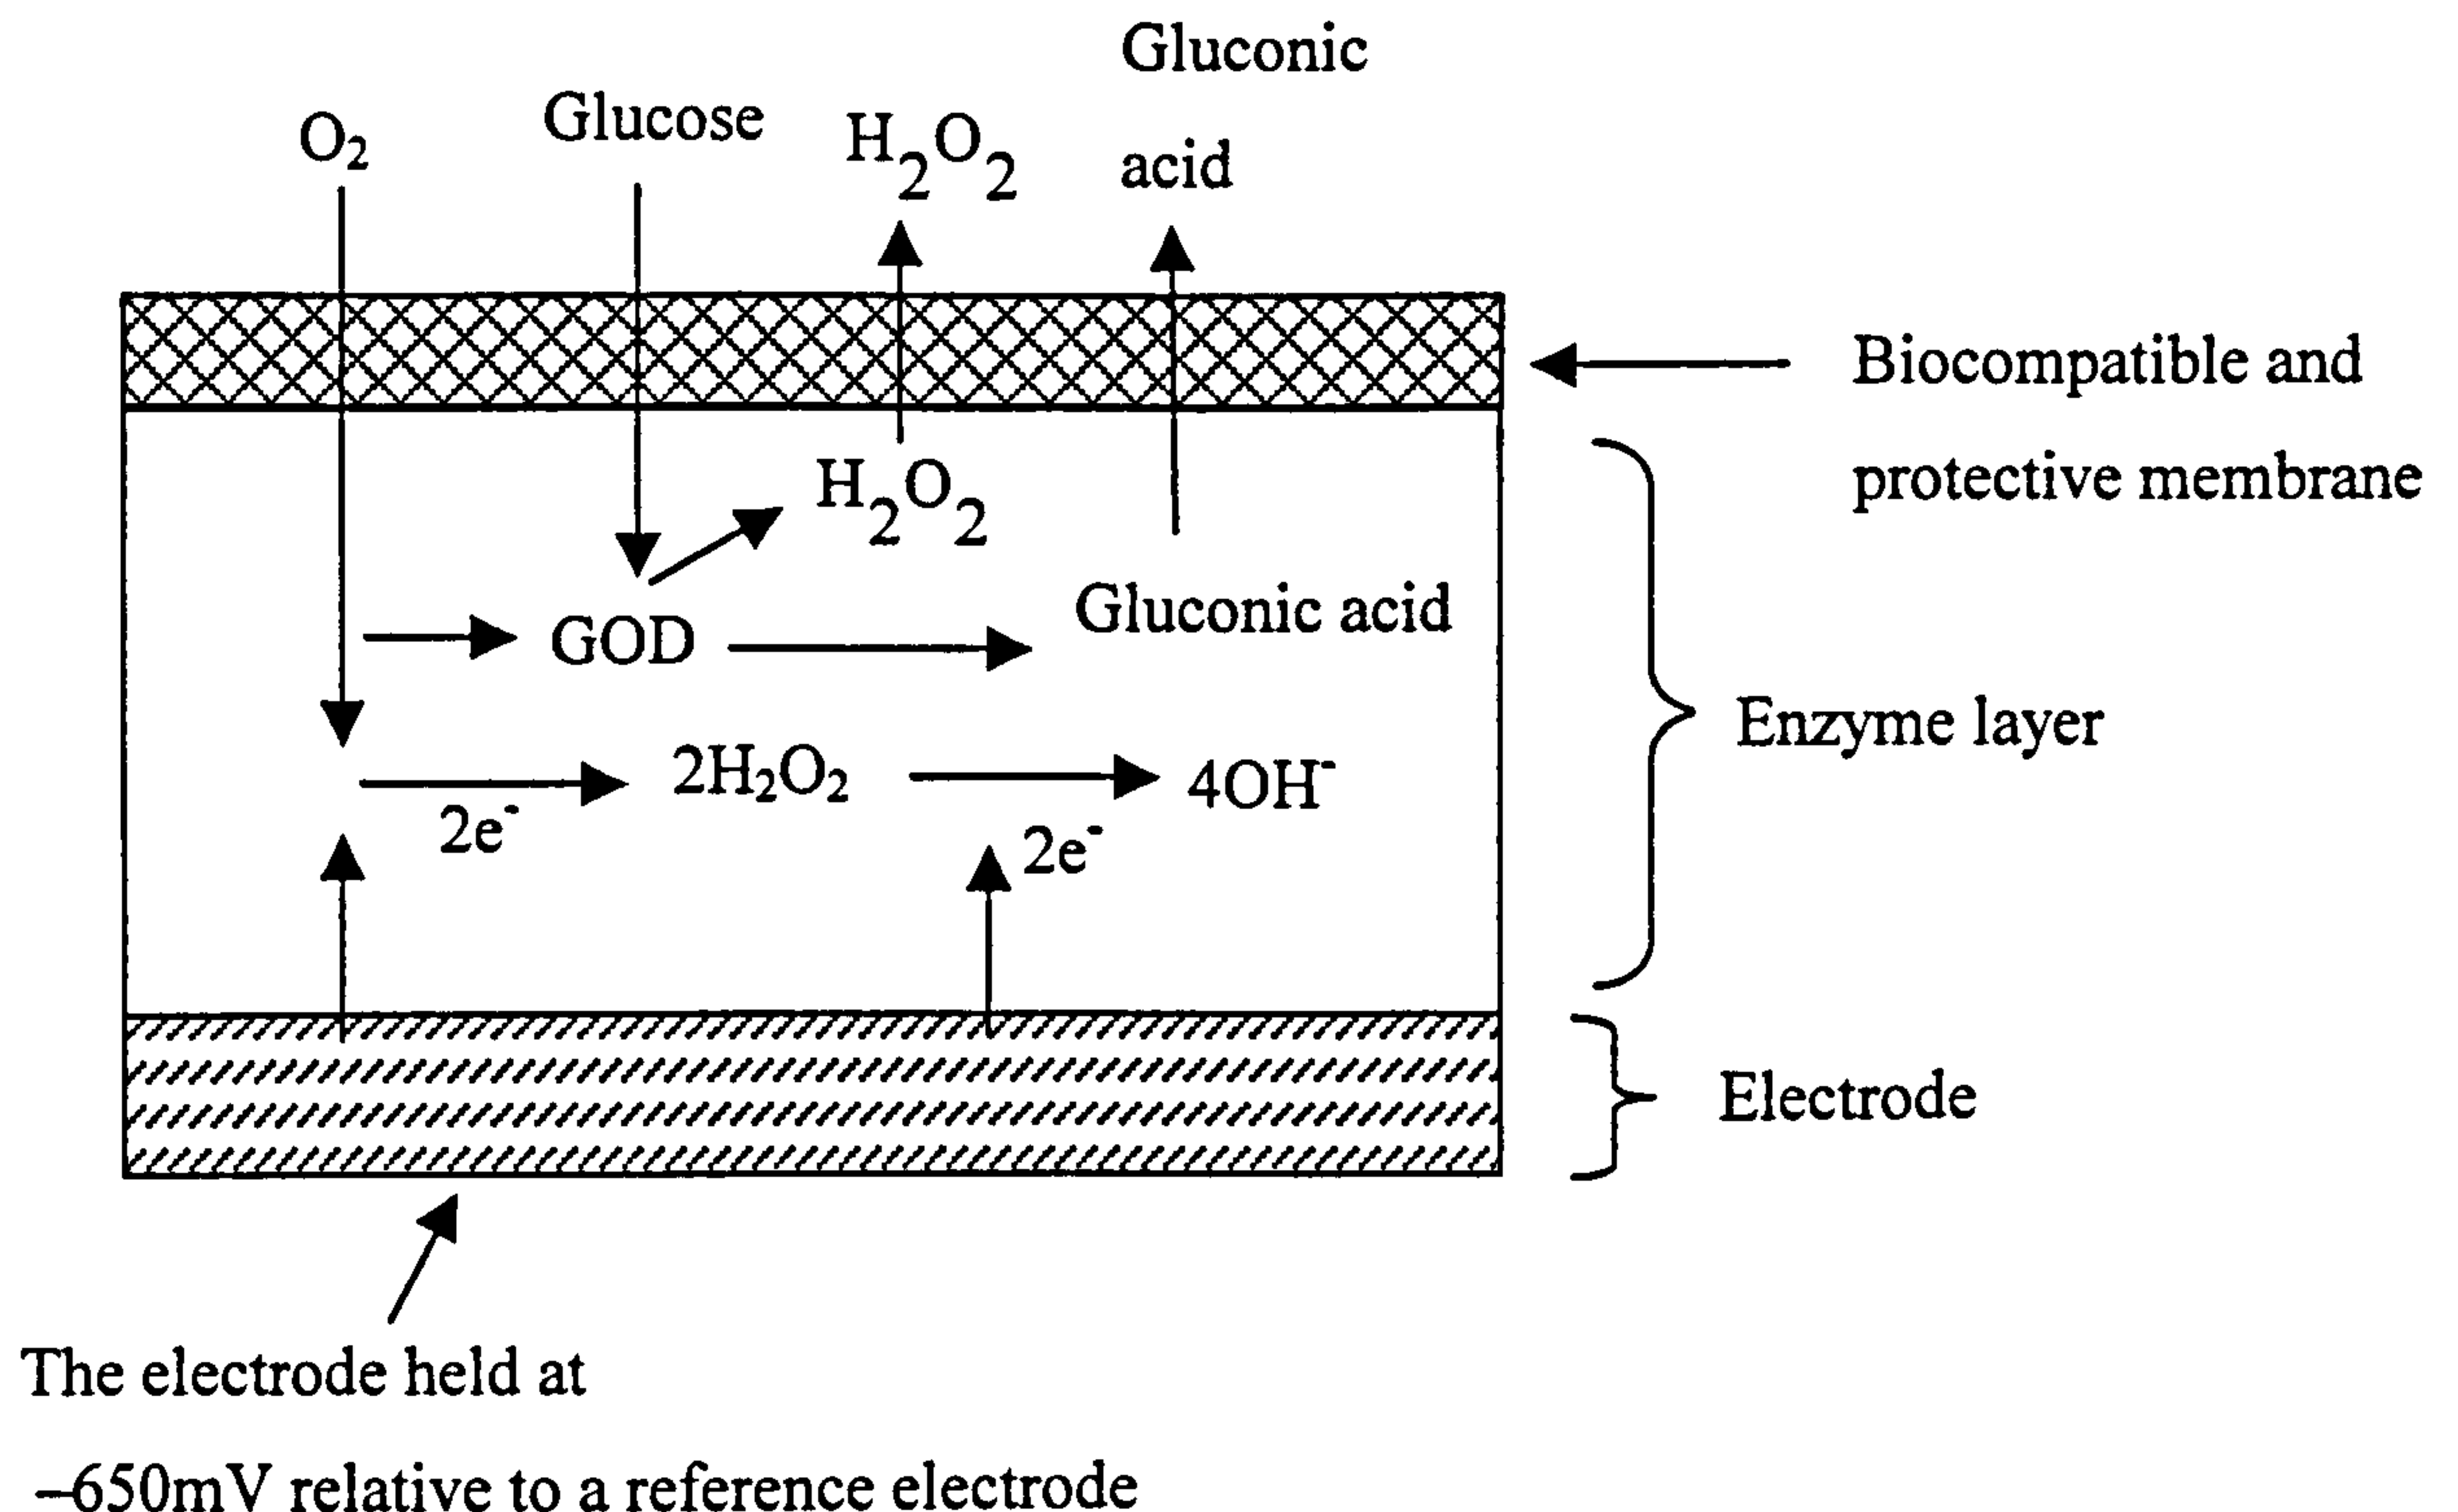 Gluconic
acid
O₂
Glucose
H₂O₂
Biocompatible and
protective membrane
H₂O₂
GOD
Gluconic acid
Enzyme layer
2H₂O₂
4OH⁻
2e⁻
2e⁻
Electrode
The electrode held at
–650mV relative to a reference electrode